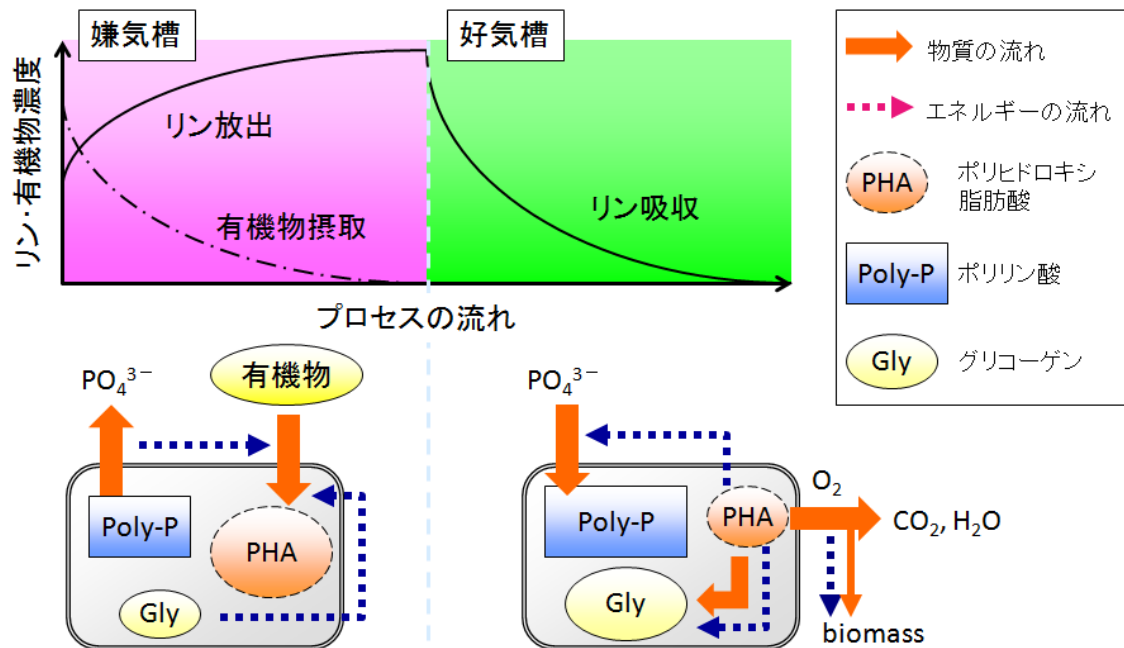 嫌気槽
好気槽
リン・有機物濃度
リン放出
有機物摂取
リン吸収
プロセスの流れ
物質の流れ
エネルギーの流れ
PHA
ポリヒドロキシ
脂肪酸
Poly-P
ポリリン酸
Gly
グリコーゲン
PO₄³⁻
有機物
Poly-P
PHA
Gly
PO₄³⁻
Poly-P
PHA
Gly
O₂
CO₂, H₂O
biomass